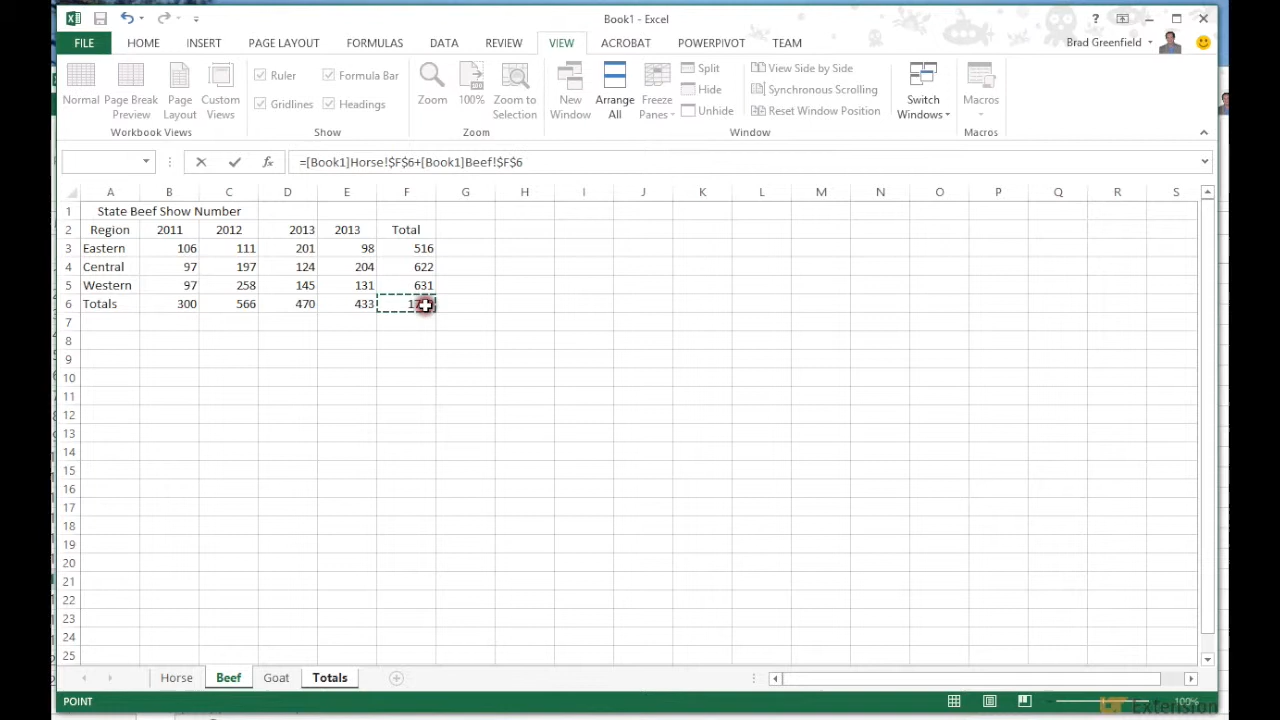 Book1 - Excel
?
FILE HOME INSERT PAGE LAYOUT FORMULAS DATA REVIEW VIEW ACROBAT POWERPIVOT TEAM Brad Greenfield
Normal Page Break Preview Page Layout Custom Views
Ruler Formula Bar
Gridlines Headings
Zoom 100% Zoom to Selection
New Window Arrange All Freeze Panes
Split
Hide
Unhide
View Side by Side
Synchronous Scrolling
Reset Window Position
Switch Windows Macros
Workbook Views Show Zoom Window Macros
fx =[Book1]Horse!$F$6+[Book1]Beef!$F$6
A B C D E F G H I J K L M N O P Q R S
1 State Beef Show Number
2 Region 2011 2012 2013 2013 Total
3 Eastern 106 111 201 98 516
4 Central 97 197 124 204 622
5 Western 97 258 145 131 631
6 Totals 300 566 470 433
7
8
9
10
11
12
13
14
15
16
17
18
19
20
21
22
23
24
25
Horse Beef Goat Totals
POINT 100%
Extension